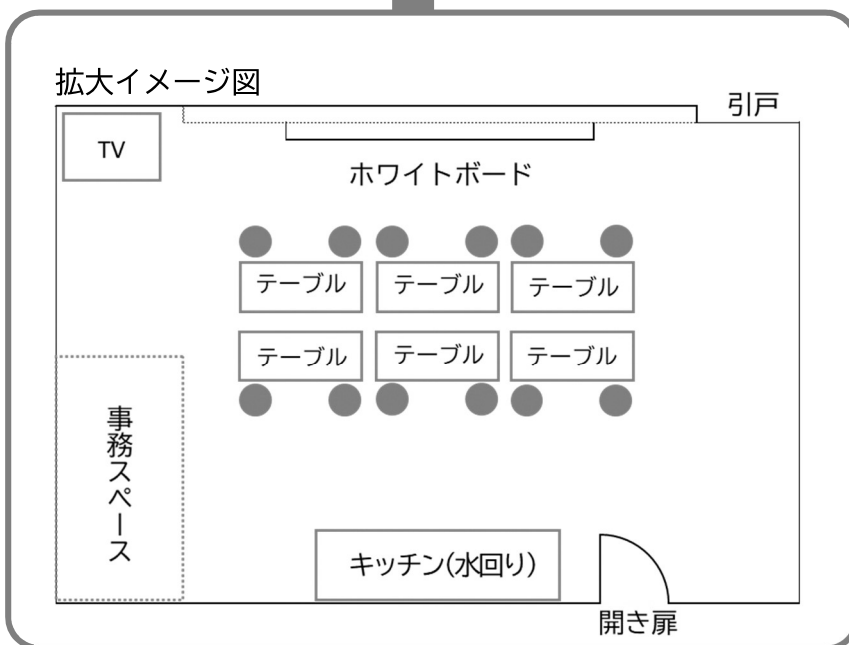 拡大イメージ図
引戸
TV
ホワイトボード
テーブル
テーブル
テーブル
テーブル
テーブル
テーブル
事務スペース
キッチン(水回り)
開き扉